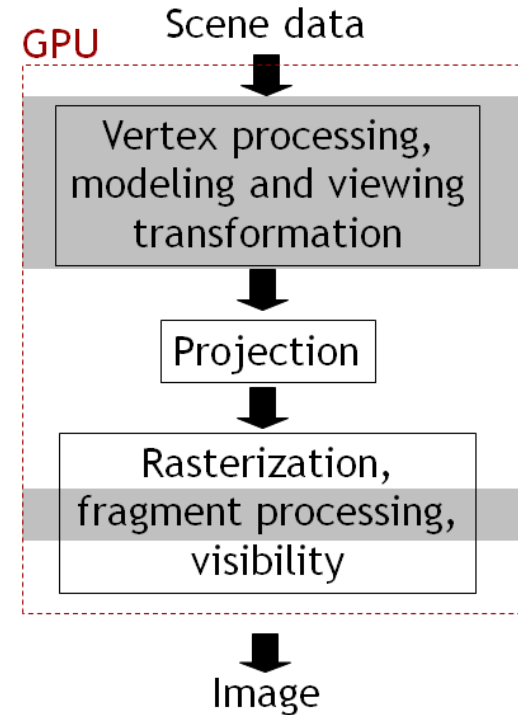 Scene data
GPU
Vertex processing,
modeling and viewing
transformation
Projection
Rasterization,
fragment processing,
visibility
Image